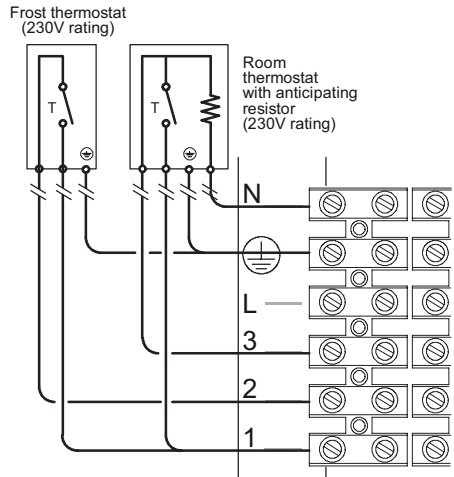 Frost thermostat
(230V rating)
Room
thermostat
with anticipating
resistor
(230V rating)
T
T
N
L
3
2
1